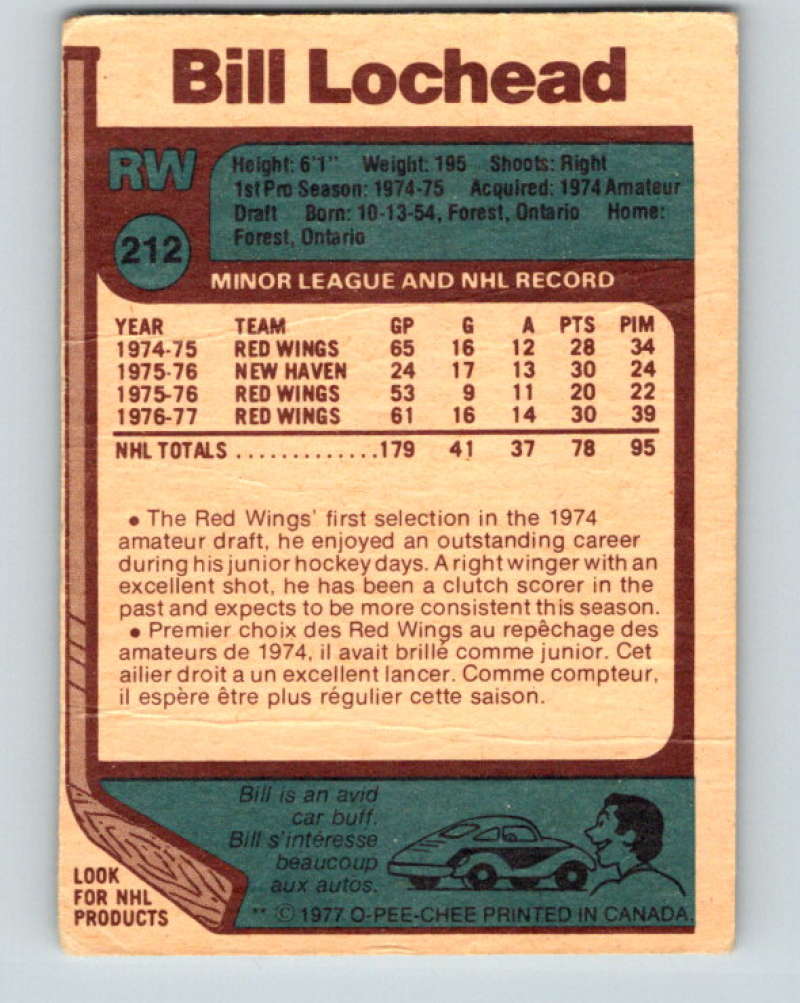 Bill Lochead
RW
Height: 6'1" Weight: 195 Shoots: Right
1st Pro Season: 1974-75 Acquired: 1974 Amateur
Draft Born: 10-13-54, Forest, Ontario Home:
Forest, Ontario
212
MINOR LEAGUE AND NHL RECORD
YEAR TEAM GP G A PTS PIM
1974-75 RED WINGS 65 16 12 28 34
1975-76 NEW HAVEN 24 17 13 30 24
1975-76 RED WINGS 53 9 11 20 22
1976-77 RED WINGS 61 16 14 30 39
NHL TOTALS .............179 41 37 78 95
• The Red Wings' first selection in the 1974
amateur draft, he enjoyed an outstanding career
during his junior hockey days. A right winger with an
excellent shot, he has been a clutch scorer in the
past and expects to be more consistent this season.
• Premier choix des Red Wings au repêchage des
amateurs de 1974, il avait brillé comme junior. Cet
ailier droit a un excellent lancer. Comme compteur,
il espère être plus régulier cette saison.
Bill is an avid
car buff.
Bill s'intéresse
beaucoup
aux autos.
LOOK
FOR NHL
PRODUCTS
** © 1977 O-PEE-CHEE PRINTED IN CANADA.